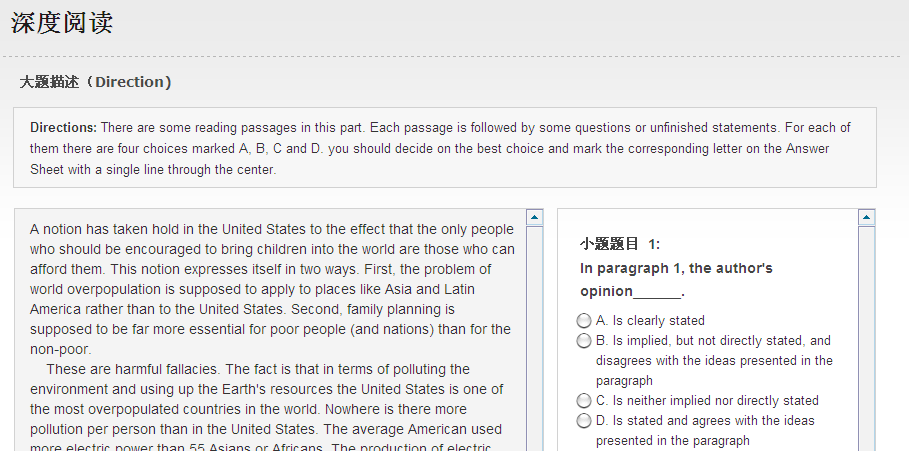 深度阅读
大题描述（Direction）
Directions: There are some reading passages in this part. Each passage is followed by some questions or unfinished statements. For each of
them there are four choices marked A, B, C and D. you should decide on the best choice and mark the corresponding letter on the Answer
Sheet with a single line through the center.
A notion has taken hold in the United States to the effect that the only people
who should be encouraged to bring children into the world are those who can
afford them. This notion expresses itself in two ways. First, the problem of
world overpopulation is supposed to apply to places like Asia and Latin
America rather than to the United States. Second, family planning is
supposed to be far more essential for poor people (and nations) than for the
non-poor.
These are harmful fallacies. The fact is that in terms of polluting the
environment and using up the Earth's resources the United States is one of
the most overpopulated countries in the world. Nowhere is there more
pollution per person than in the United States. The average American used
more electric power than 55 Asians or Africans. The production of electric
小题题目 1:
In paragraph 1, the author's
opinion______.
A. Is clearly stated
B. Is implied, but not directly stated, and
disagrees with the ideas presented in the
paragraph
C. Is neither implied nor directly stated
D. Is stated and agrees with the ideas
presented in the paragraph